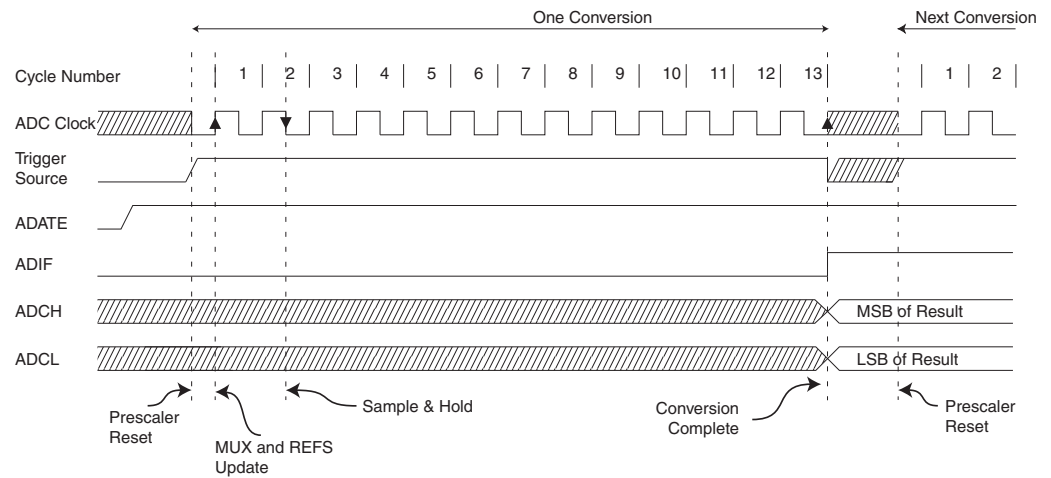 One Conversion
Next Conversion
Cycle Number
1 2 3 4 5 6 7 8 9 10 11 12 13 1 2
ADC Clock
Trigger
Source
ADATE
ADIF
ADCH
MSB of Result
ADCL
LSB of Result
Prescaler
Reset
MUX and REFS
Update
Sample & Hold
Conversion
Complete
Prescaler
Reset